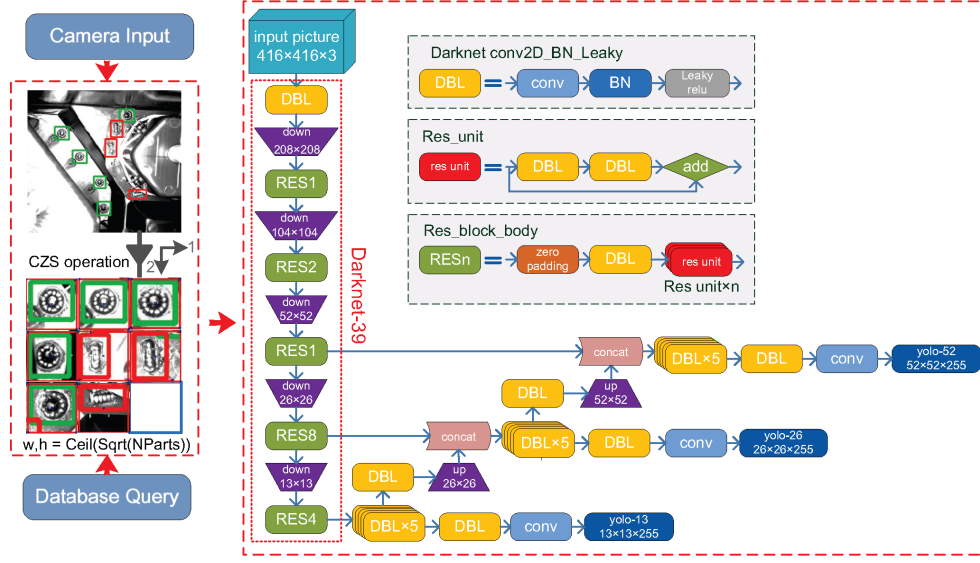 Camera Input
CZS operation
1
2
w,h = Ceil(Sqrt(NParts))
Database Query
input picture
416×416×3
DBL
down
208×208
RES1
down
104×104
RES2
down
52×52
RES1
down
26×26
RES8
down
13×13
RES4
Darknet-39
Darknet conv2D_BN_Leaky
DBL
=
conv
BN
Leaky
relu
Res_unit
res unit
=
DBL
DBL
add
Res_block_body
RESn
=
zero
padding
DBL
res unit
Res unit×n
concat
DBL×5
DBL
conv
yolo-52
52×52×255
DBL
up
52×52
concat
DBL×5
DBL
conv
yolo-26
26×26×255
DBL
up
26×26
DBL×5
DBL
conv
yolo-13
13×13×255